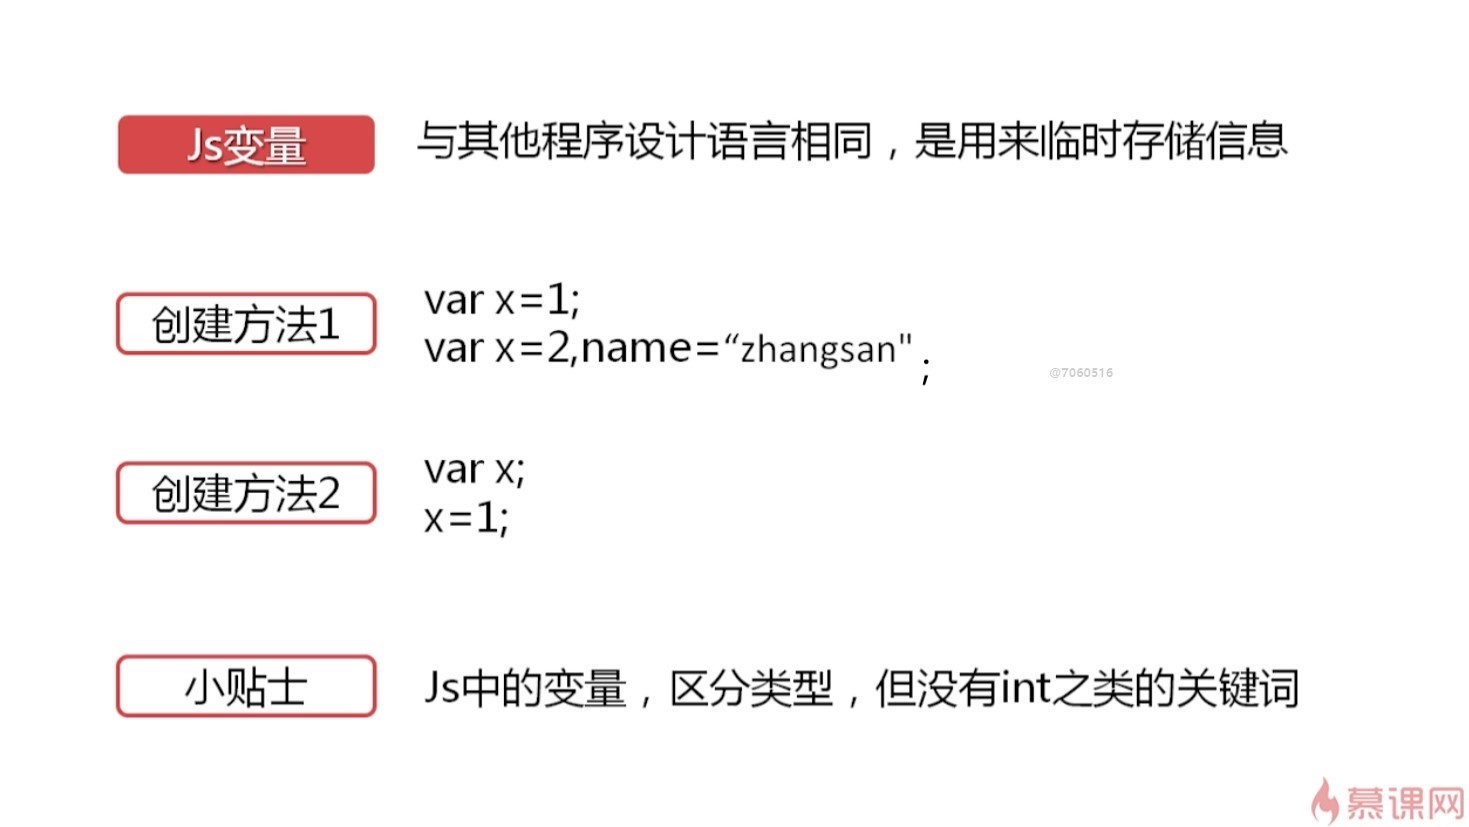 Js变量
与其他程序设计语言相同，是用来临时存储信息
创建方法1
var x=1;
var x=2,name=“zhangsan";
@7060516
创建方法2
var x;
x=1;
小贴士
Js中的变量，区分类型，但没有int之类的关键词
慕课网